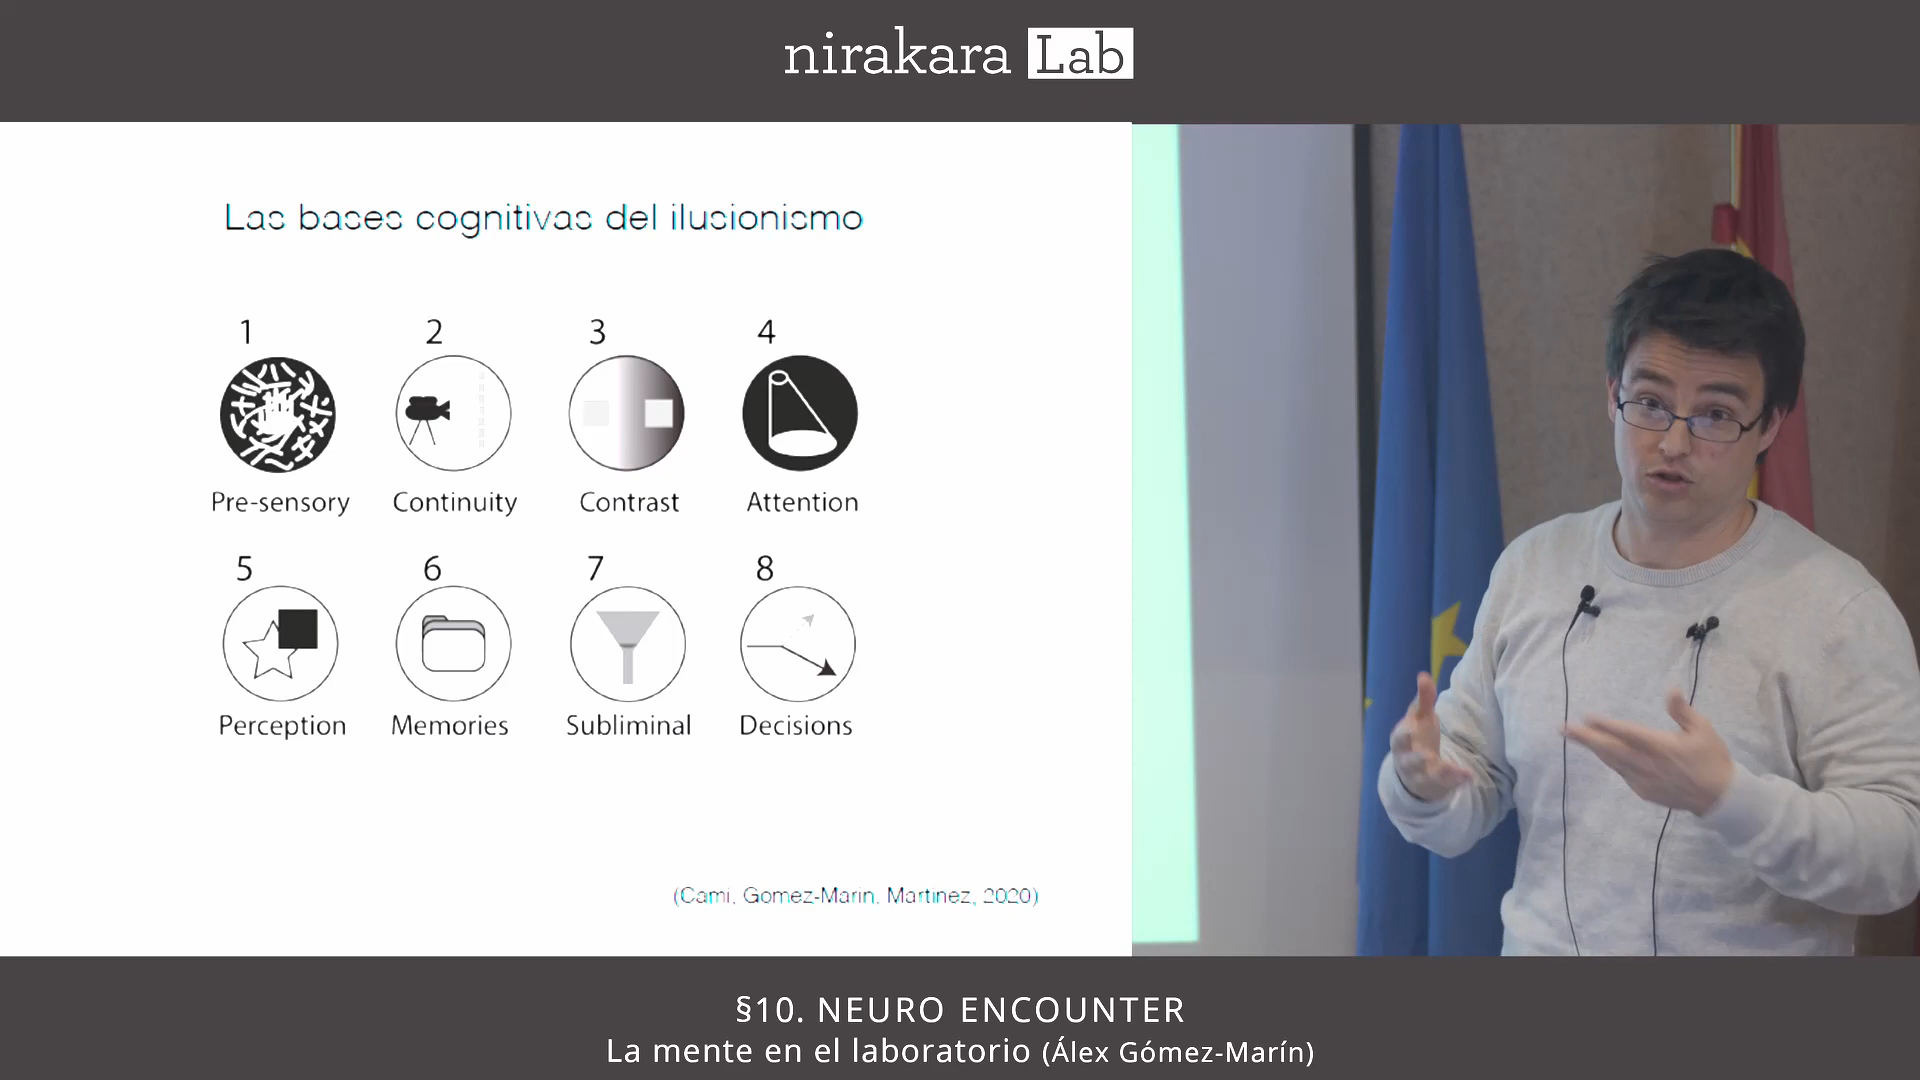 nirakara Lab
Las bases cognitivas del ilusionismo
1 2 3 4
Pre-sensory Continuity Contrast Attention
5 6 7 8
Perception Memories Subliminal Decisions
(Cami, Gomez-Marin, Martinez, 2020)
§10. NEURO ENCOUNTER
La mente en el laboratorio (Álex Gómez-Marín)